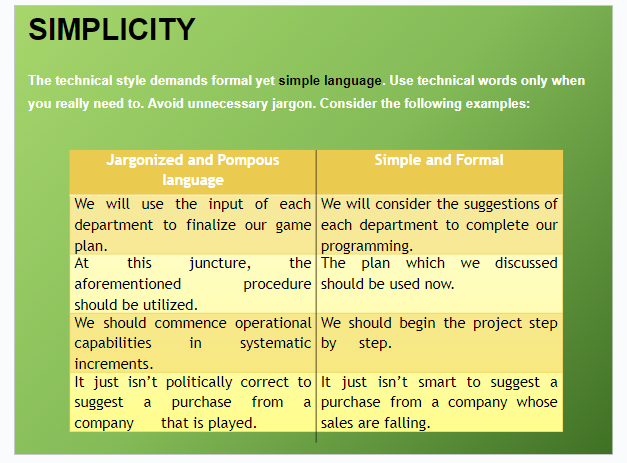 SIMPLICITY
The technical style demands formal yet simple language. Use technical words only when
you really need to. Avoid unnecessary jargon. Consider the following examples:
Jargonized and Pompous
language
Simple and Formal
We will use the input of each
department to finalize our game
plan.
We will consider the suggestions of
each department to complete our
programming.
At this juncture, the
aforementioned procedure
should be utilized.
The plan which we discussed
should be used now.
We should commence operational
capabilities in systematic
increments.
We should begin the project step
by step.
It just isn't politically correct to
suggest a purchase from a
company that is played.
It just isn't smart to suggest a
purchase from a company whose
sales are falling.